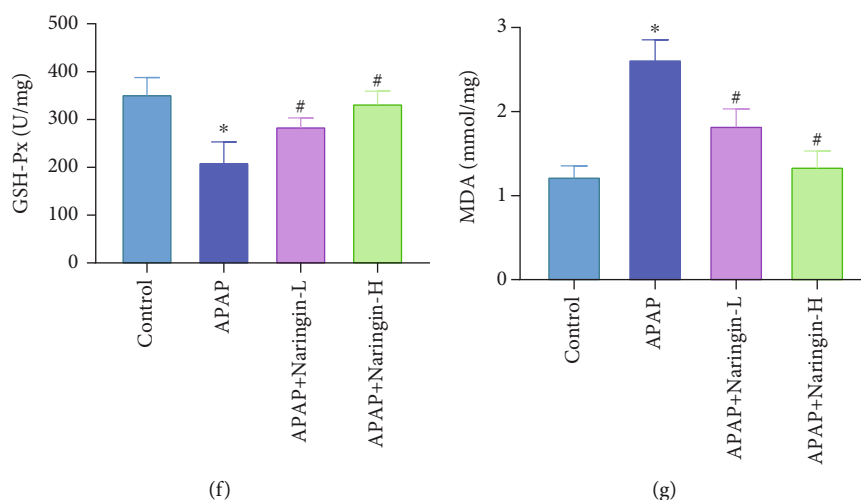 500
400
300
200
300
0
GSH-Px (U/mg)
*
#
#
Control
APAP
APAP+Naringin-L
APAP+Naringin-H
(f)
3
2
1
0
MDA (mmol/mg)
*
#
#
Control
APAP
APAP+Naringin-L
APAP+Naringin-H
(g)